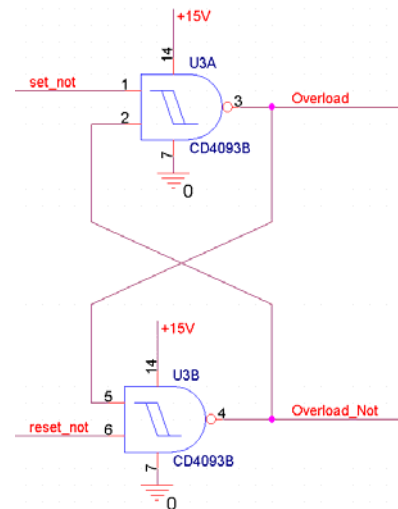 +15V
14
U3A
set_not
1
3
Overload
2
7
CD4093B
0
+15V
14
U3B
5
4
Overload_Not
reset_not
6
7
CD4093B
0